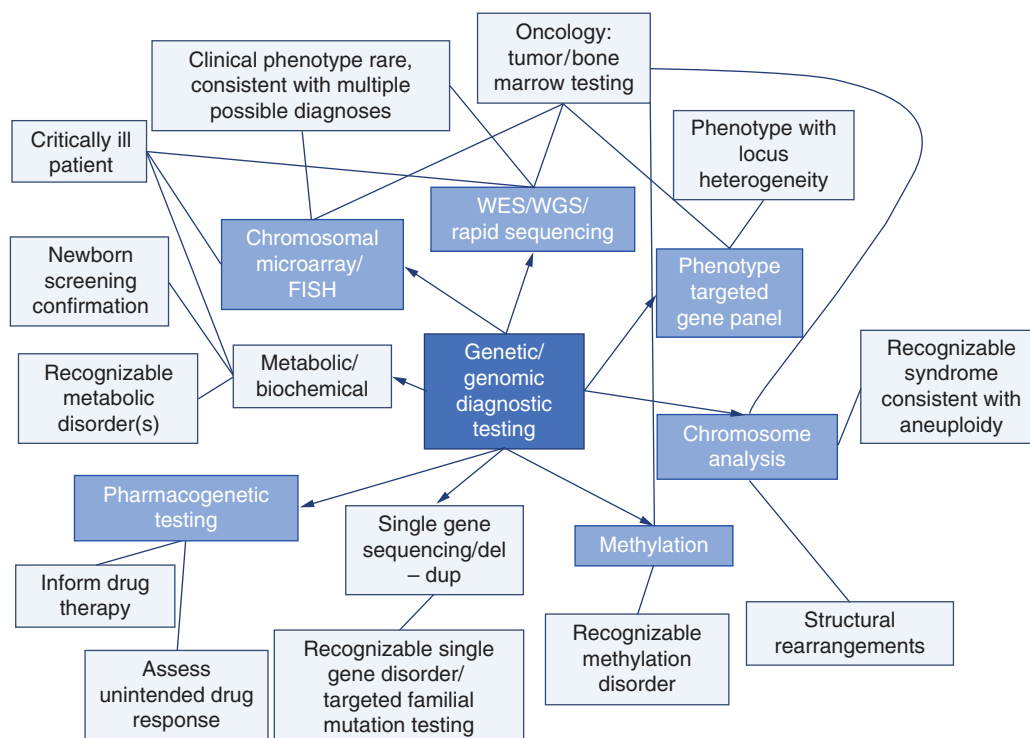 Oncology:
tumor/bone
marrow testing
Clinical phenotype rare,
consistent with multiple
possible diagnoses
Critically ill
patient
Phenotype with
locus
heterogeneity
WES/WGS/
rapid sequencing
Chromosomal
microarray/
FISH
Newborn
screening
confirmation
Phenotype
targeted
gene panel
Genetic/
genomic
diagnostic
testing
Metabolic/
biochemical
Recognizable
metabolic
disorder(s)
Recognizable
syndrome
consistent with
aneuploidy
Chromosome
analysis
Pharmacogenetic
testing
Single gene
sequencing/del
– dup
Methylation
Inform drug
therapy
Structural
rearrangements
Assess
unintended drug
response
Recognizable single
gene disorder/
targeted familial
mutation testing
Recognizable
methylation
disorder